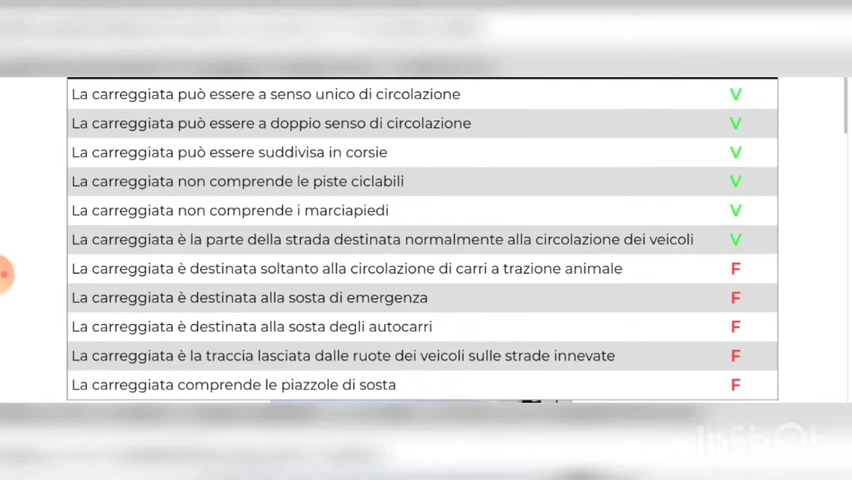 La carreggiata può essere a senso unico di circolazione V
La carreggiata può essere a doppio senso di circolazione V
La carreggiata può essere suddivisa in corsie V
La carreggiata non comprende le piste ciclabili V
La carreggiata non comprende i marciapiedi V
La carreggiata è la parte della strada destinata normalmente alla circolazione dei veicoli V
La carreggiata è destinata soltanto alla circolazione di carri a trazione animale F
La carreggiata è destinata alla sosta di emergenza F
La carreggiata è destinata alla sosta degli autocarri F
La carreggiata è la traccia lasciata dalle ruote dei veicoli sulle strade innevate F
La carreggiata comprende le piazzole di sosta F
InShOt